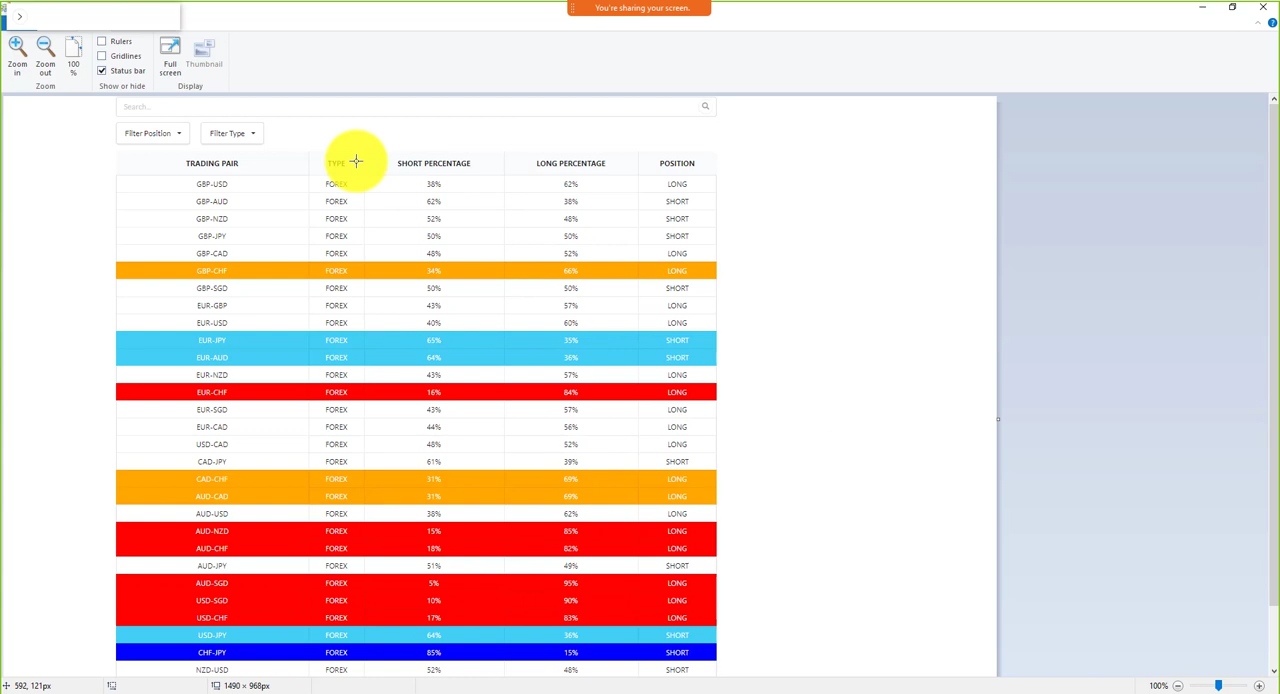 You're sharing your screen.
Zoom in
Zoom out
100 %
Rulers
Gridlines
Status bar
Full screen
Thumbnail
Zoom
Show or hide
Display
Search...
Filter Position
Filter Type
TRADING PAIR TYPE SHORT PERCENTAGE LONG PERCENTAGE POSITION
GBP-USD FOREX 38% 62% LONG
GBP-AUD FOREX 62% 38% SHORT
GBP-NZD FOREX 52% 48% SHORT
GBP-JPY FOREX 50% 50% SHORT
GBP-CAD FOREX 48% 52% LONG
GBP-CHF FOREX 34% 66% LONG
GBP-SGD FOREX 50% 50% SHORT
EUR-GBP FOREX 43% 57% LONG
EUR-USD FOREX 40% 60% LONG
EUR-JPY FOREX 65% 35% SHORT
EUR-AUD FOREX 64% 36% SHORT
EUR-NZD FOREX 43% 57% LONG
EUR-CHF FOREX 16% 84% LONG
EUR-SGD FOREX 43% 57% LONG
EUR-CAD FOREX 44% 56% LONG
USD-CAD FOREX 48% 52% LONG
CAD-JPY FOREX 61% 39% SHORT
CAD-CHF FOREX 31% 69% LONG
AUD-CAD FOREX 31% 69% LONG
AUD-USD FOREX 38% 62% LONG
AUD-NZD FOREX 15% 85% LONG
AUD-CHF FOREX 18% 82% LONG
AUD-JPY FOREX 51% 49% SHORT
AUD-SGD FOREX 5% 95% LONG
USD-SGD FOREX 10% 90% LONG
USD-CHF FOREX 17% 83% LONG
USD-JPY FOREX 64% 36% SHORT
CHF-JPY FOREX 85% 15% SHORT
NZD-USD FOREX 52% 48% SHORT
592, 121px
1490 × 968px
100%